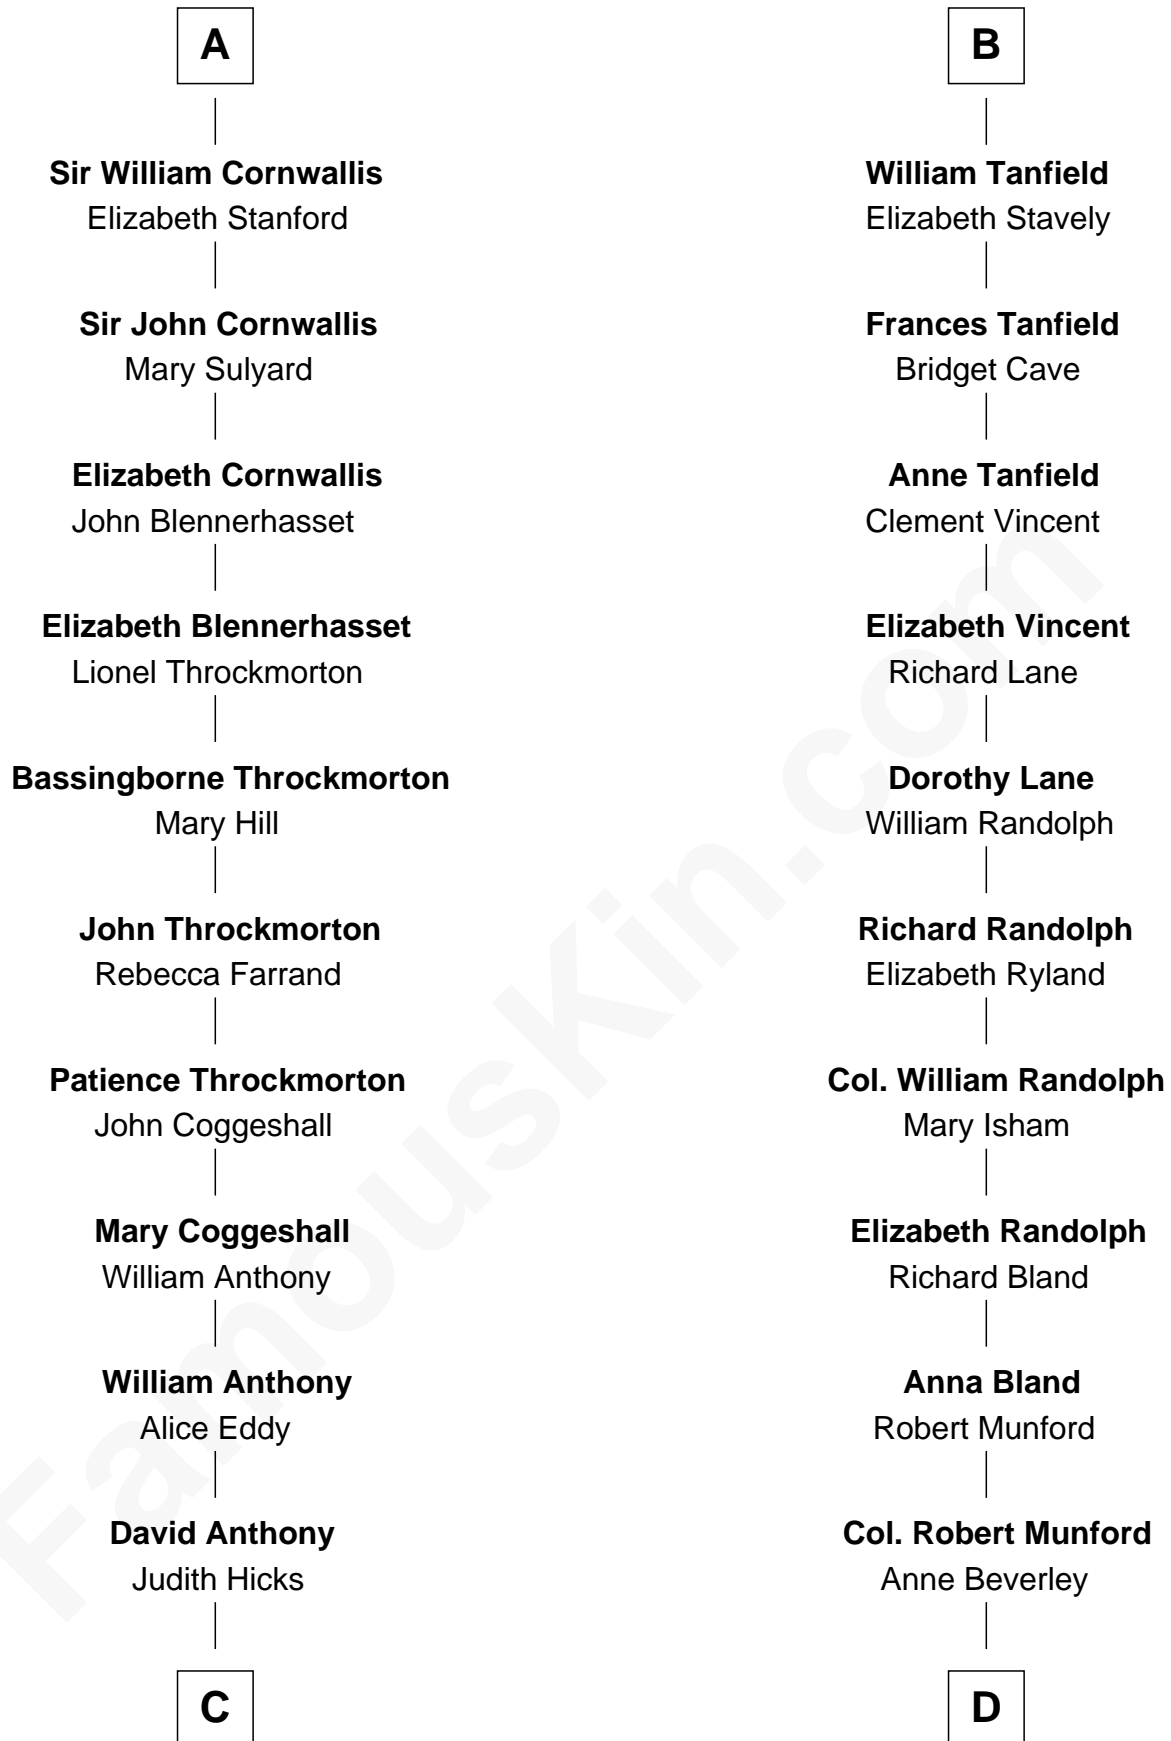 A
Sir William Cornwallis
Elizabeth Stanford
Sir John Cornwallis
Mary Sulyard
Elizabeth Cornwallis
John Blennerhasset
Elizabeth Blennerhasset
Lionel Throckmorton
Bassingborne Throckmorton
Mary Hill
John Throckmorton
Rebecca Farrand
Patience Throckmorton
John Coggeshall
Mary Coggeshall
William Anthony
William Anthony
Alice Eddy
David Anthony
Judith Hicks
C
B
William Tanfield
Elizabeth Stavely
Frances Tanfield
Bridget Cave
Anne Tanfield
Clement Vincent
Elizabeth Vincent
Richard Lane
Dorothy Lane
William Randolph
Richard Randolph
Elizabeth Ryland
Col. William Randolph
Mary Isham
Elizabeth Randolph
Richard Bland
Anna Bland
Robert Munford
Col. Robert Munford
Anne Beverley
D
FamousKin.com